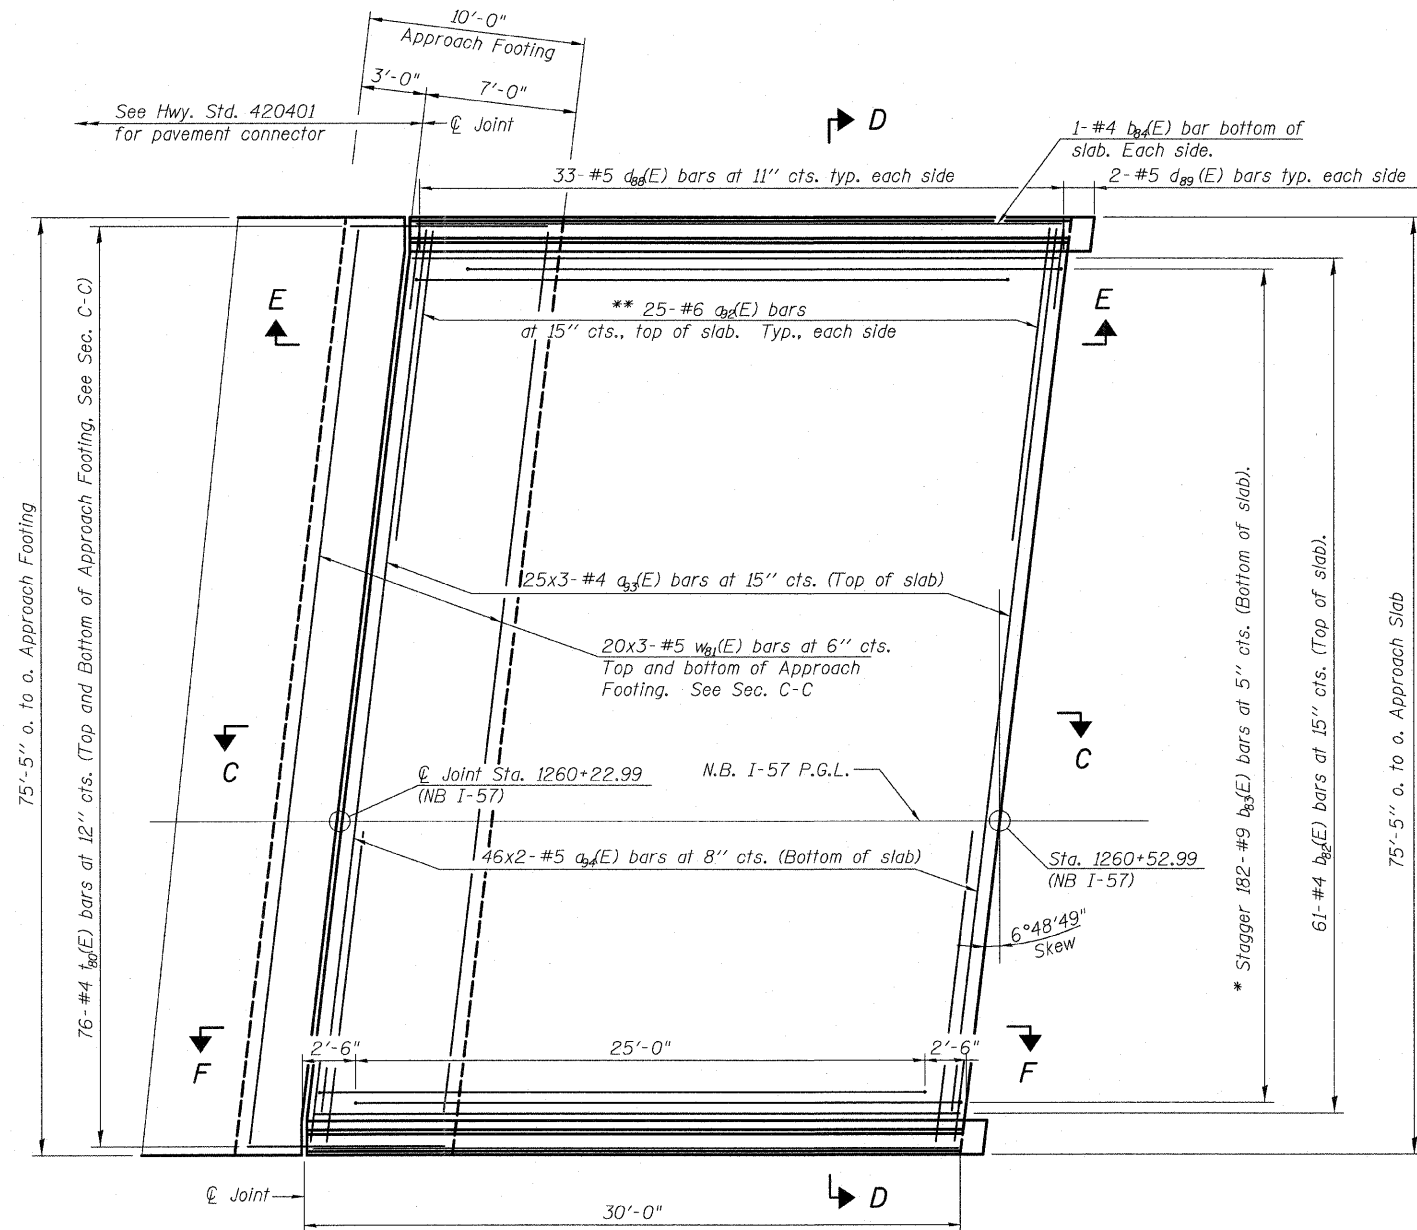 10'-0"
Approach Footing
3'-0"
7'-0"
See Hwy. Std. 420401
for pavement connector
℄ Joint
D
1-#4 b84(E) bar bottom of
slab. Each side.
33-#5 d88(E) bars at 11" cts. typ. each side
2-#5 d89(E) bars typ. each side
E
E
** 25-#6 a92(E) bars
at 15" cts., top of slab. Typ., each side
75'-5" o. to o. Approach Footing
76-#4 t80(E) bars at 12" cts. (Top and Bottom of Approach Footing, See Sec. C-C)
25x3-#4 a93(E) bars at 15" cts. (Top of slab)
20x3-#5 w81(E) bars at 6" cts.
Top and bottom of Approach
Footing. See Sec. C-C
* Stagger 182-#9 b83(E) bars at 5" cts. (Bottom of slab).
61-#4 b82(E) bars at 15" cts. (Top of slab).
75'-5" o. to o. Approach Slab
C
C
℄ Joint Sta. 1260+22.99
(NB I-57)
N.B. I-57 P.G.L.
46x2-#5 a94(E) bars at 8" cts. (Bottom of slab)
Sta. 1260+52.99
(NB I-57)
6°48'49"
Skew
F
F
2'-6"
25'-0"
2'-6"
℄ Joint
D
30'-0"